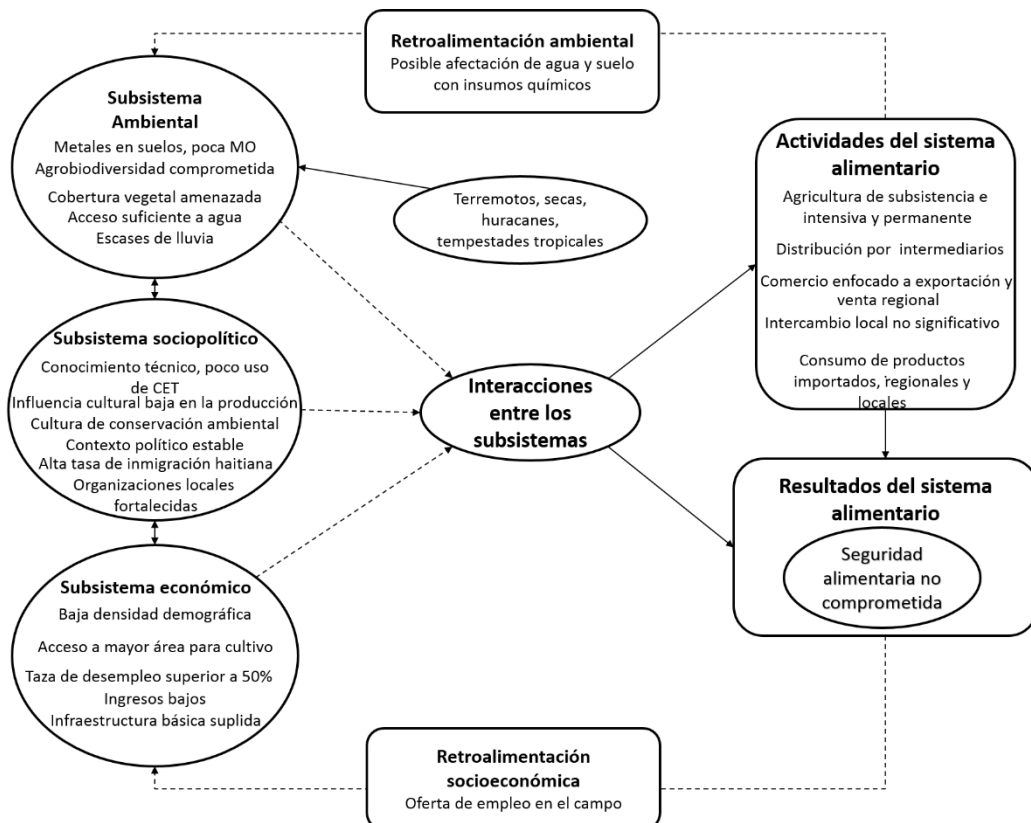 Retroalimentación ambiental
Posible afectación de agua y suelo
con insumos químicos
Subsistema
Ambiental
Metales en suelos, poca MO
Agrobiodiversidad comprometida
Cobertura vegetal amenazada
Acceso suficiente a agua
Escases de lluvia
Terremotos, secas,
huracanes,
tempestades tropicales
Actividades del sistema
alimentario
Agricultura de subsistencia e
intensiva y permanente
Distribución por intermediarios
Comercio enfocado a exportación y
venta regional
Intercambio local no significativo
Consumo de productos
importados, regionales y
locales
Subsistema sociopolítico
Conocimiento técnico, poco uso
de CET
Influencia cultural baja en la producción
Cultura de conservación ambiental
Contexto político estable
Alta tasa de inmigración haitiana
Organizaciones locales
fortalecidas
Interacciones
entre los
subsistemas
Resultados del sistema
alimentario
Seguridad
alimentaria no
comprometida
Subsistema económico
Baja densidad demográfica
Acceso a mayor área para cultivo
Taza de desempleo superior a 50%
Ingresos bajos
Infraestructura básica suplida
Retroalimentación
socioeconómica
Oferta de empleo en el campo